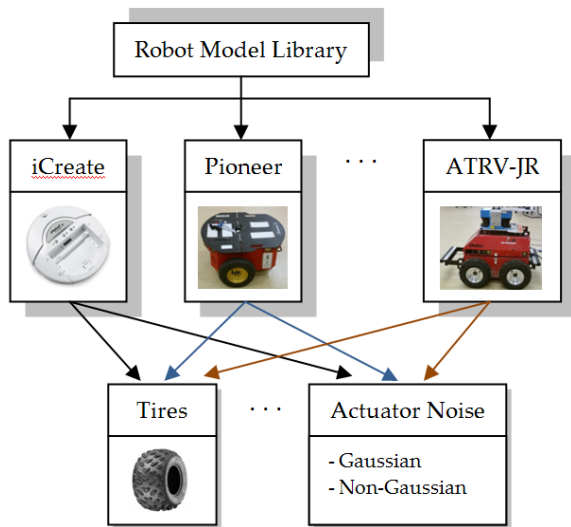 Robot Model Library
iCreate
Pioneer
. . .
ATRV-JR
Tires
. . .
Actuator Noise
- Gaussian
- Non-Gaussian